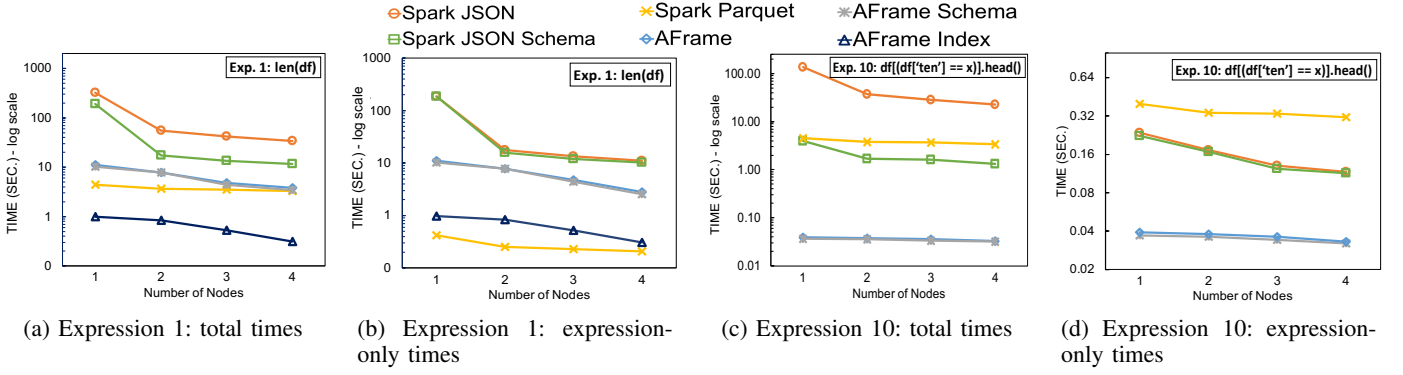 Spark JSON
Spark Parquet
AFrame Schema
Spark JSON Schema
AFrame
AFrame Index
TIME (SEC.) - log scale
1000
100
10
1
0
Exp. 1: len(df)
1 2 3 4
Number of Nodes
(a) Expression 1: total times
TIME (SEC.) - log scale
1000
100
10
1
0
Exp. 1: len(df)
1 2 3 4
Number of Nodes
(b) Expression 1: expression-
only times
TIME (SEC.) - log scale
100.00
10.00
1.00
0.10
0.01
Exp. 10: df[(df[‘ten’] == x)].head()
1 2 3 4
Number of Nodes
(c) Expression 10: total times
TIME (SEC.)
0.64
0.32
0.16
0.08
0.04
0.02
Exp. 10: df[(df[‘ten’] == x)].head()
1 2 3 4
Number of Nodes
(d) Expression 10: expression-
only times